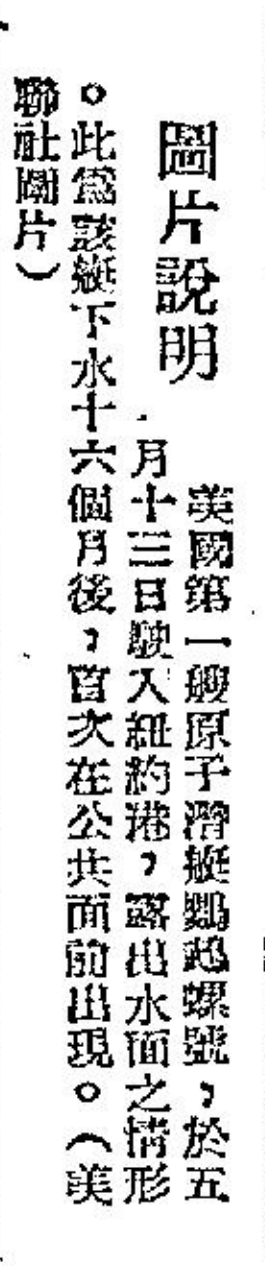 圖片說明
美國第一艘原子潛艇鸚鵡螺號，於五
月十三日駛入紐約港，露出水面之情形
。此爲該艇下水十六個月後，首次在公共面前出現。（美
聯社圖片）